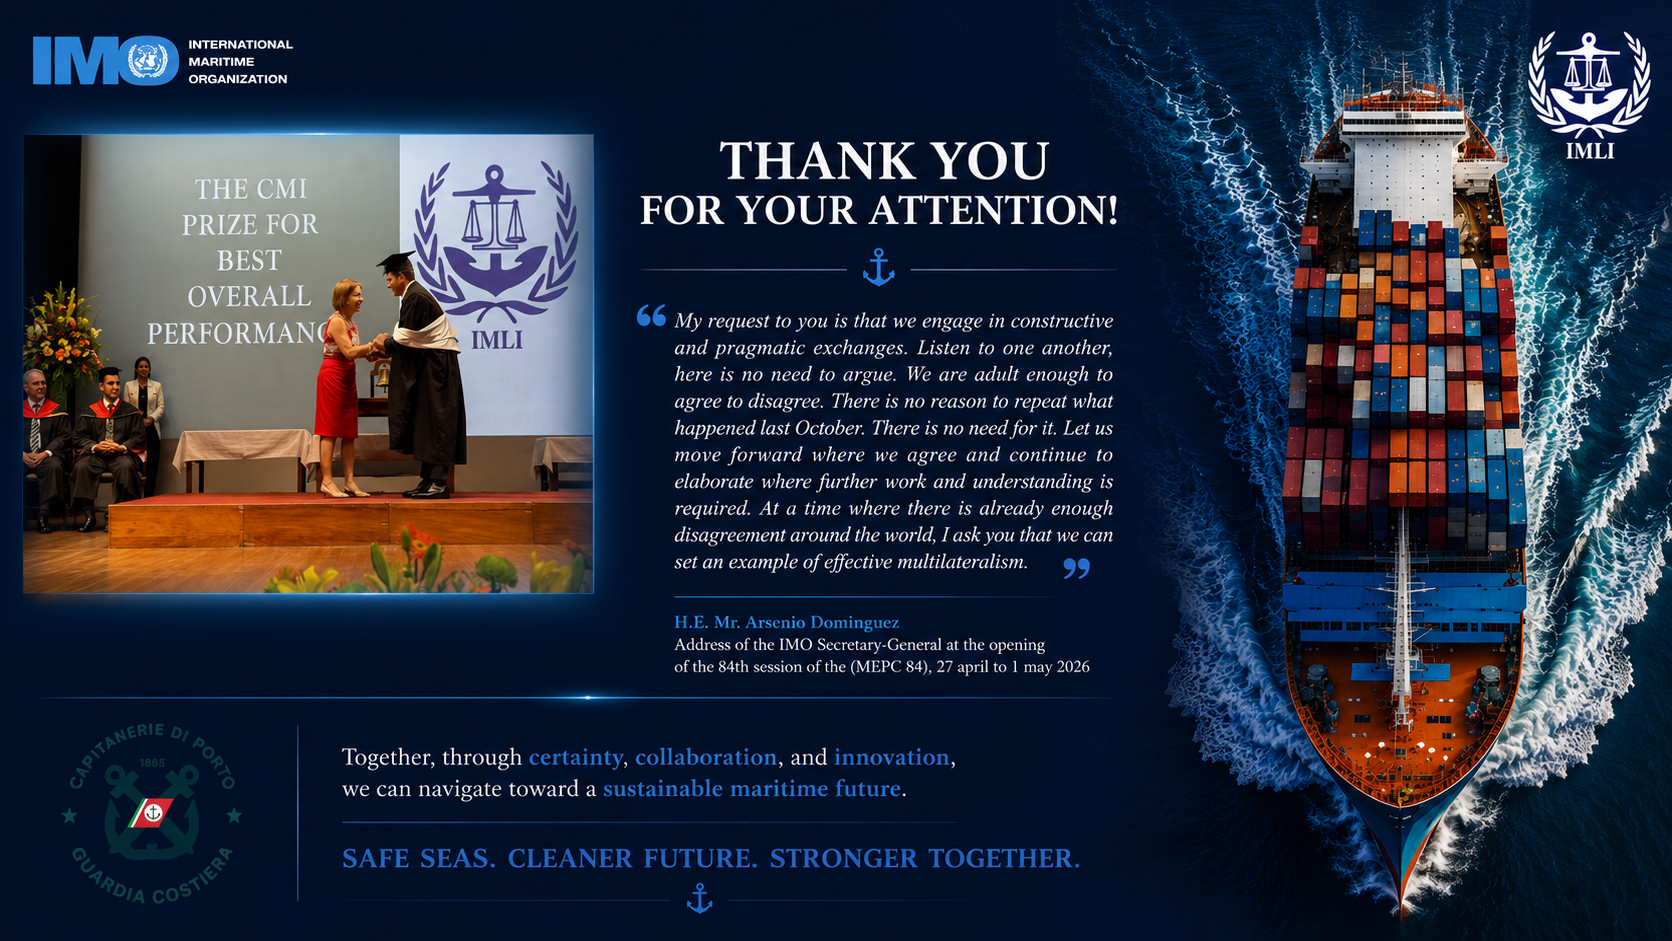 IMO
INTERNATIONAL
MARITIME
ORGANIZATION
IMLI
THE CMI
PRIZE FOR
BEST
OVERALL
PERFORMANC
IMLI
THANK YOU
FOR YOUR ATTENTION!
“ My request to you is that we engage in constructive
and pragmatic exchanges. Listen to one another,
here is no need to argue. We are adult enough to
agree to disagree. There is no reason to repeat what
happened last October. There is no need for it. Let us
move forward where we agree and continue to
elaborate where further work and understanding is
required. At a time where there is already enough
disagreement around the world, I ask you that we can
set an example of effective multilateralism. ”
H.E. Mr. Arsenio Dominguez
Address of the IMO Secretary-General at the opening
of the 84th session of the (MEPC 84), 27 april to 1 may 2026
CAPITANERIE DI PORTO
1885
GUARDIA COSTIERA
Together, through certainty, collaboration, and innovation,
we can navigate toward a sustainable maritime future.
SAFE SEAS. CLEANER FUTURE. STRONGER TOGETHER.